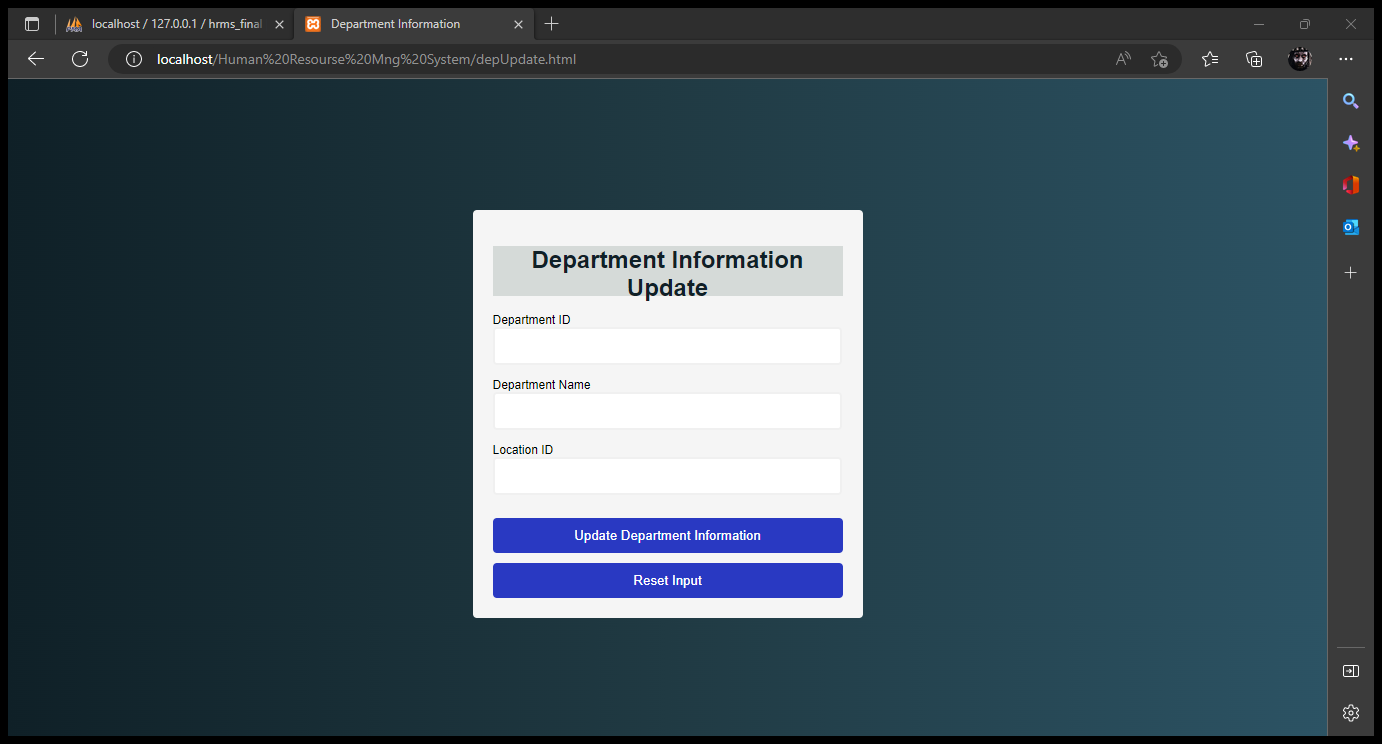 localhost / 127.0.0.1 / hrms_final
Department Information
localhost/Human%20Resourse%20Mng%20System/depUpdate.html
Department Information
Update
Department ID
Department Name
Location ID
Update Department Information
Reset Input